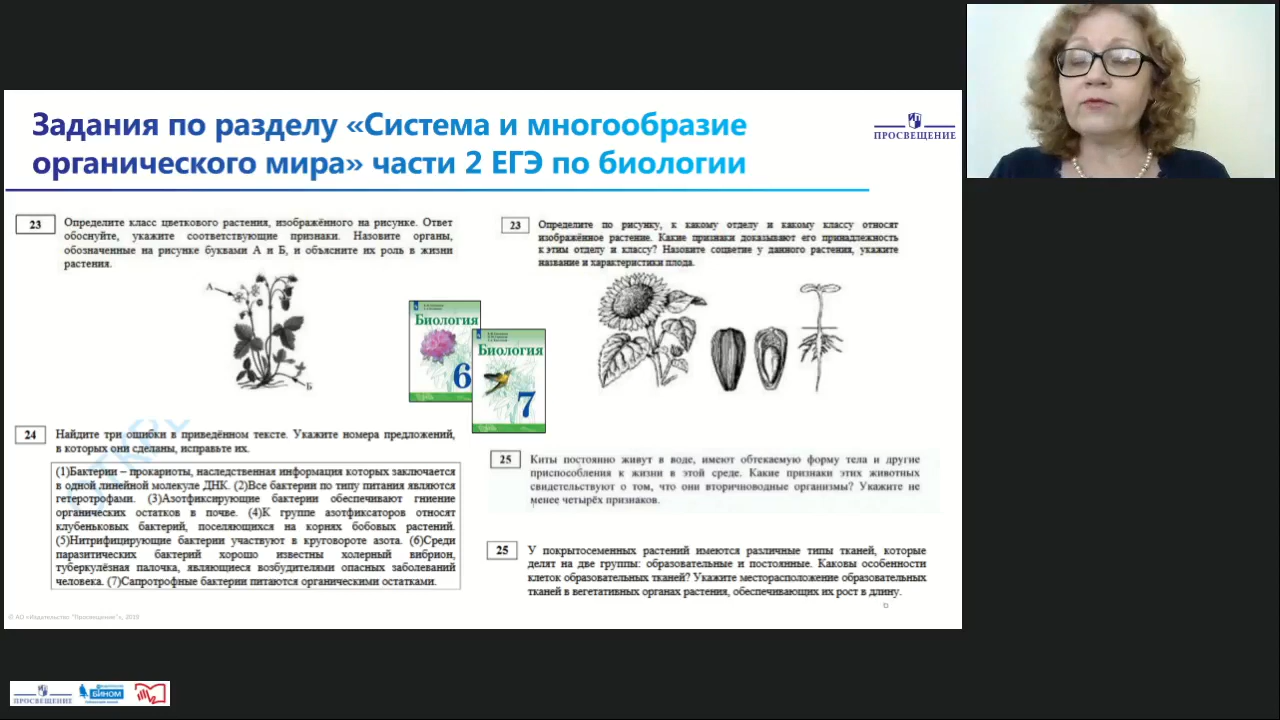 Задания по разделу «Система и многообразие
органического мира» части 2 ЕГЭ по биологии
ПРОСВЕЩЕНИЕ
23
Определите класс цветкового растения, изображённого на рисунке. Ответ
обоснуйте, укажите соответствующие признаки. Назовите органы,
обозначенные на рисунке буквами А и Б, и объясните их роль в жизни
растения.
А
Б
23
Определите по рисунку, к какому отделу и какому классу относят
изображённое растение. Какие признаки доказывают его принадлежность
к этим отделу и классу? Назовите соцветие у данного растения, укажите
название и характеристики плода.
Биология
6
Биология
7
24
Найдите три ошибки в приведённом тексте. Укажите номера предложений,
в которых они сделаны, исправьте их.
(1)Бактерии – прокариоты, наследственная информация которых заключается
в одной линейной молекуле ДНК. (2)Все бактерии по типу питания являются
гетеротрофами. (3)Азотфиксирующие бактерии обеспечивают гниение
органических остатков в почве. (4)К группе азотфиксаторов относят
клубеньковых бактерий, поселяющихся на корнях бобовых растений.
(5)Нитрифицирующие бактерии участвуют в круговороте азота. (6)Среди
паразитических бактерий хорошо известны холерный вибрион,
туберкулёзная палочка, являющиеся возбудителями опасных заболеваний
человека. (7)Сапротрофные бактерии питаются органическими остатками.
25
Киты постоянно живут в воде, имеют обтекаемую форму тела и другие
приспособления к жизни в этой среде. Какие признаки этих животных
свидетельствуют о том, что они вторичноводные организмы? Укажите не
менее четырёх признаков.
25
У покрытосеменных растений имеются различные типы тканей, которые
делят на две группы: образовательные и постоянные. Каковы особенности
клеток образовательных тканей? Укажите месторасположение образовательных
тканей в вегетативных органах растения, обеспечивающих их рост в длину.
© АО «Издательство "Просвещение"», 2019
ПРОСВЕЩЕНИЕ
БИНОМ